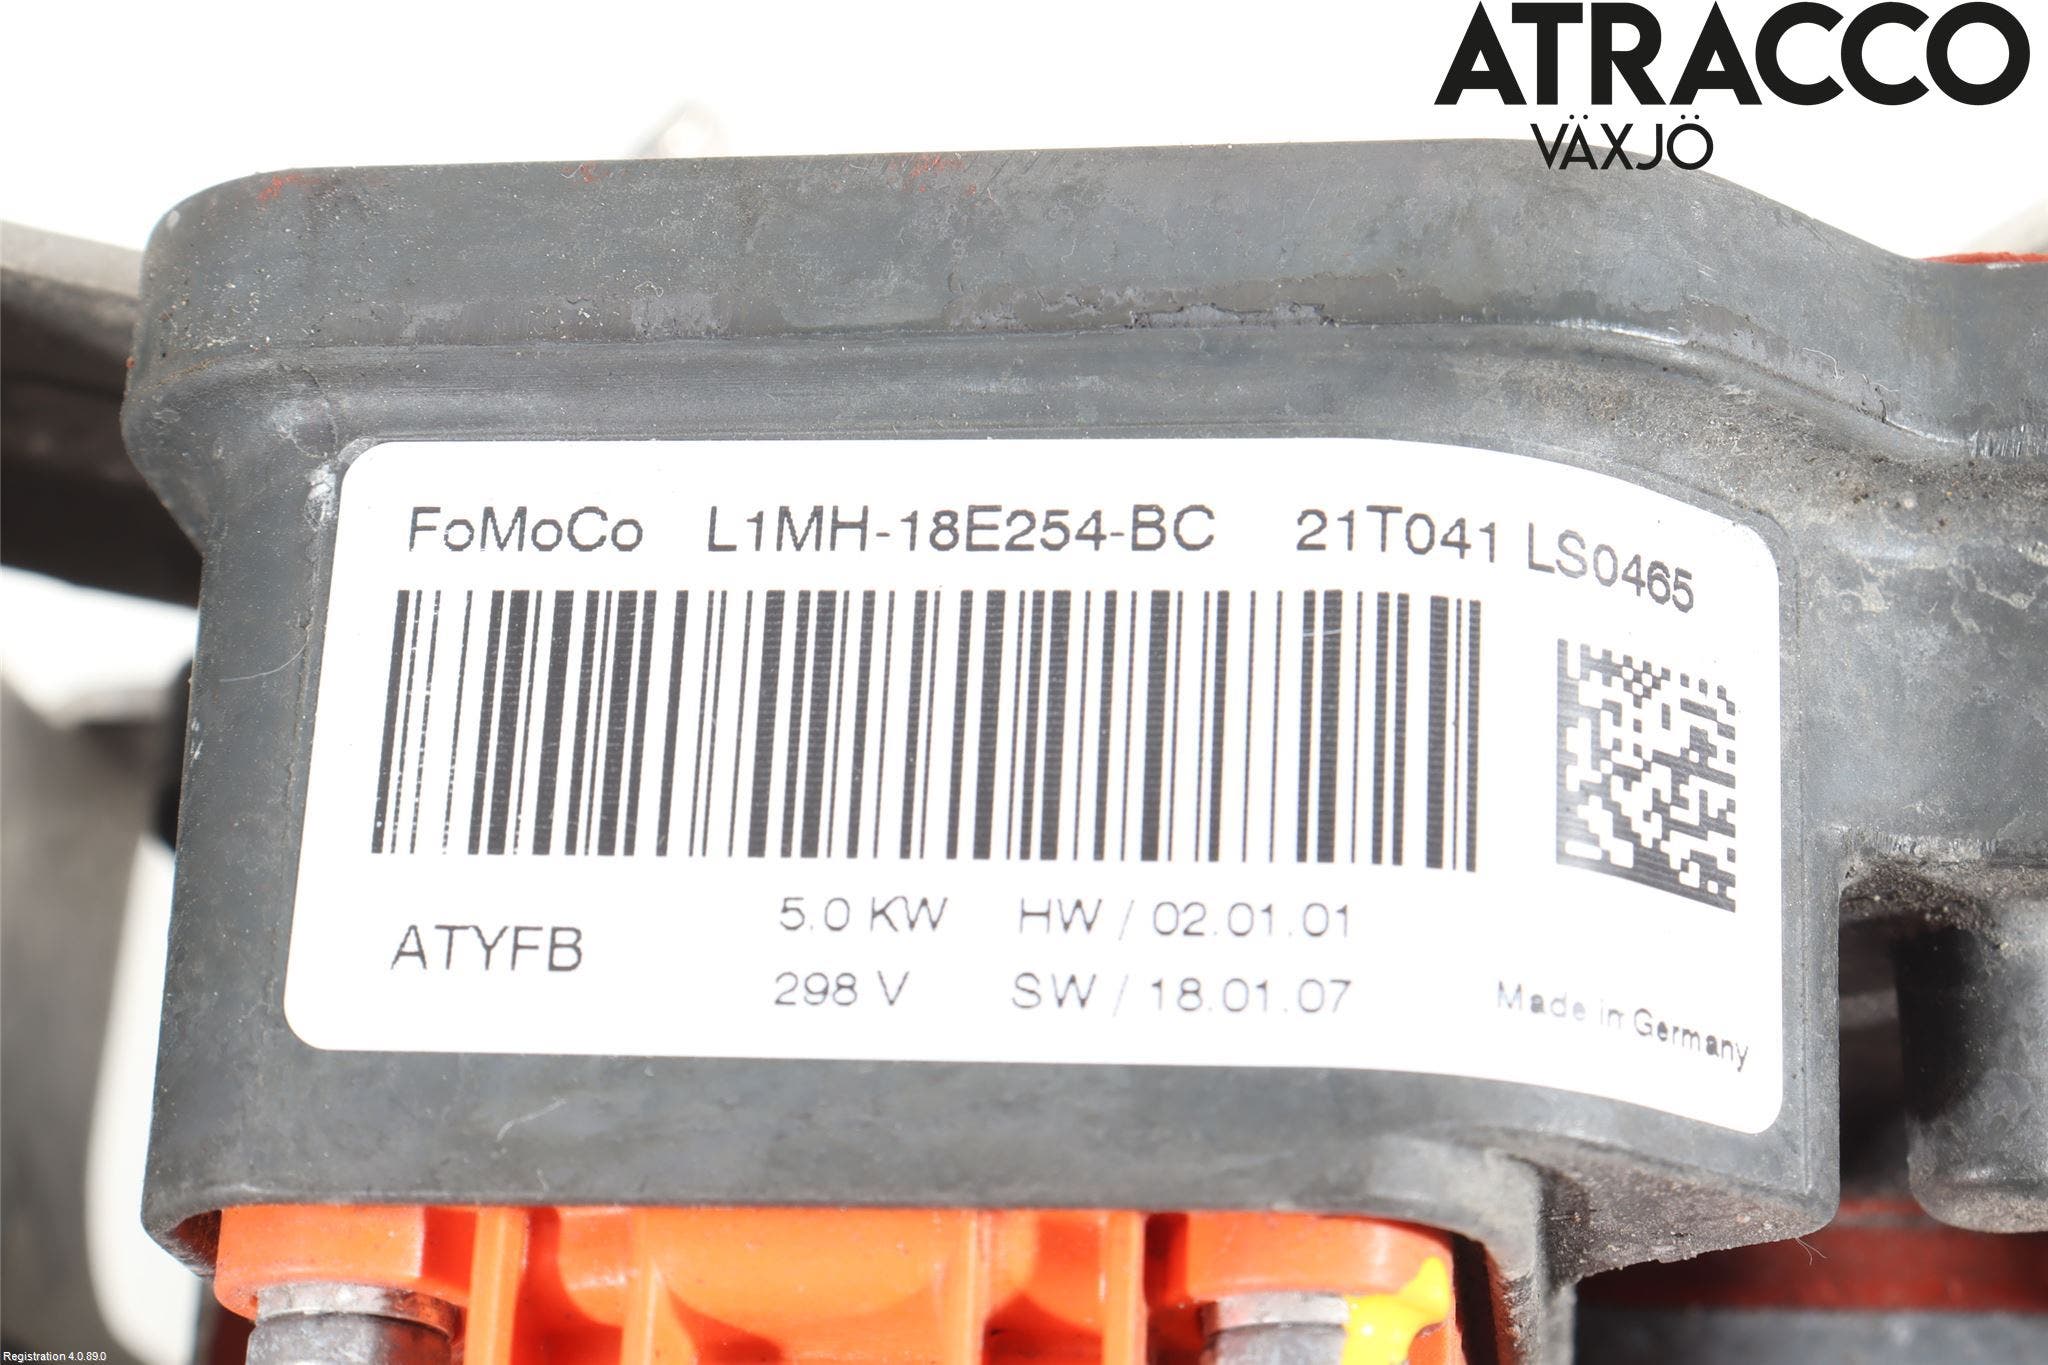 ATRACCO
VÄXJÖ
FoMoCo L1MH-18E254-BC 21T041 LS0465
ATYFB
5.0 KW HW / 02.01.01
298 V SW / 18.01.07
Made in Germany
Registration 4.0.89.0